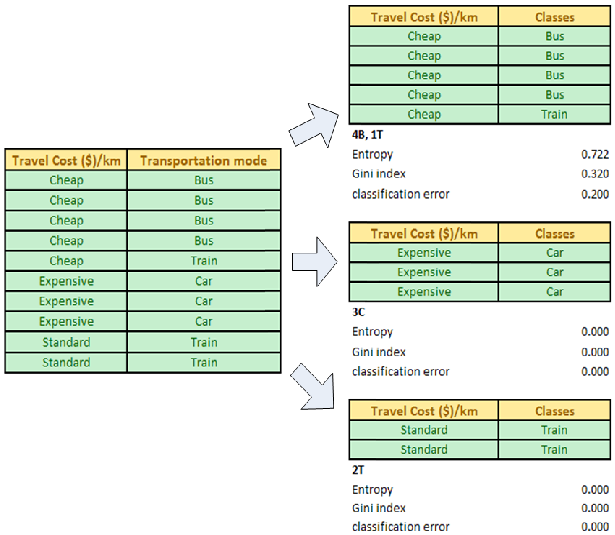 Travel Cost ($)/km Transportation mode
Cheap Bus
Cheap Bus
Cheap Bus
Cheap Bus
Cheap Train
Expensive Car
Expensive Car
Expensive Car
Standard Train
Standard Train
Travel Cost ($)/km Classes
Cheap Bus
Cheap Bus
Cheap Bus
Cheap Bus
Cheap Train
4B, 1T
Entropy 0.722
Gini index 0.320
classification error 0.200
Travel Cost ($)/km Classes
Expensive Car
Expensive Car
Expensive Car
3C
Entropy 0.000
Gini index 0.000
classification error 0.000
Travel Cost ($)/km Classes
Standard Train
Standard Train
2T
Entropy 0.000
Gini index 0.000
classification error 0.000